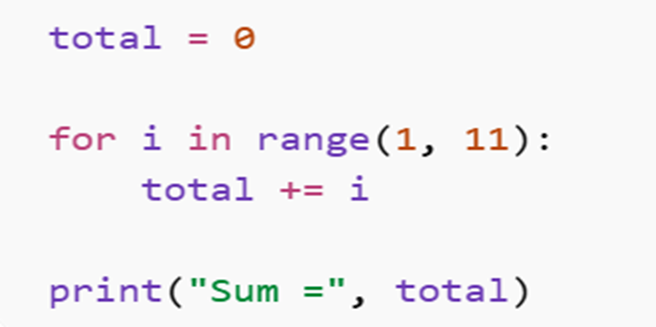 total = 0
for i in range(1, 11):
    total += i
print("Sum =", total)